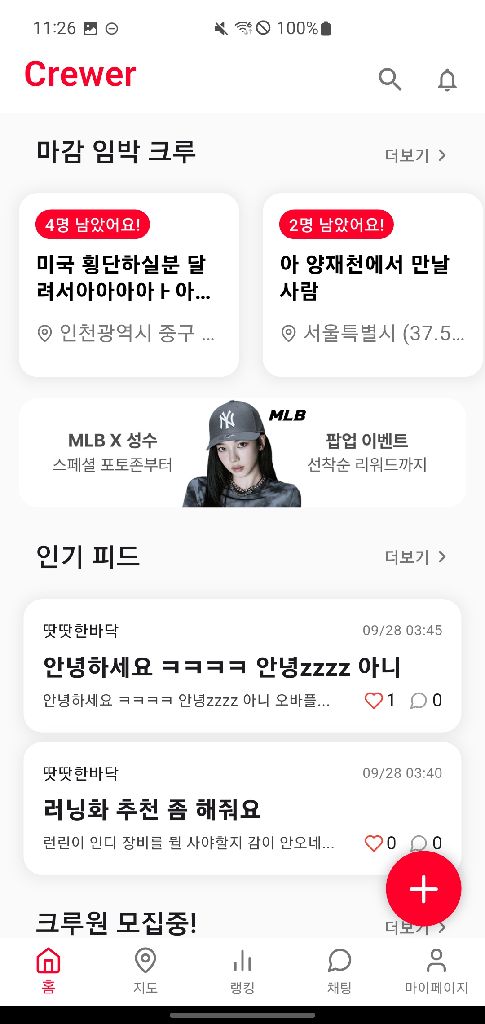 11:26 100%
Crewer
마감 임박 크루
더보기
4명 남았어요!
미국 횡단하실분 달
려서아아아아ㅏ아...
인천광역시 중구 ...
2명 남았어요!
아 양재천에서 만날
사람
서울특별시 (37.5...
MLB X 성수
스페셜 포토존부터
NY
MLB
팝업 이벤트
선착순 리워드까지
인기 피드
더보기
땃땃한바닥
09/28 03:45
안녕하세요 ㅋㅋㅋㅋ 안녕zzzz 아니
안녕하세요 ㅋㅋㅋㅋ 안녕zzzz 아니 오바플...
1 0
땃땃한바닥
09/28 03:40
러닝화 추천 좀 해줘요
런린이 인디 장비를 뭘 사야할지 감이 안오네...
0 0
크루원 모집중!
더보기
홈
지도
랭킹
채팅
마이페이지